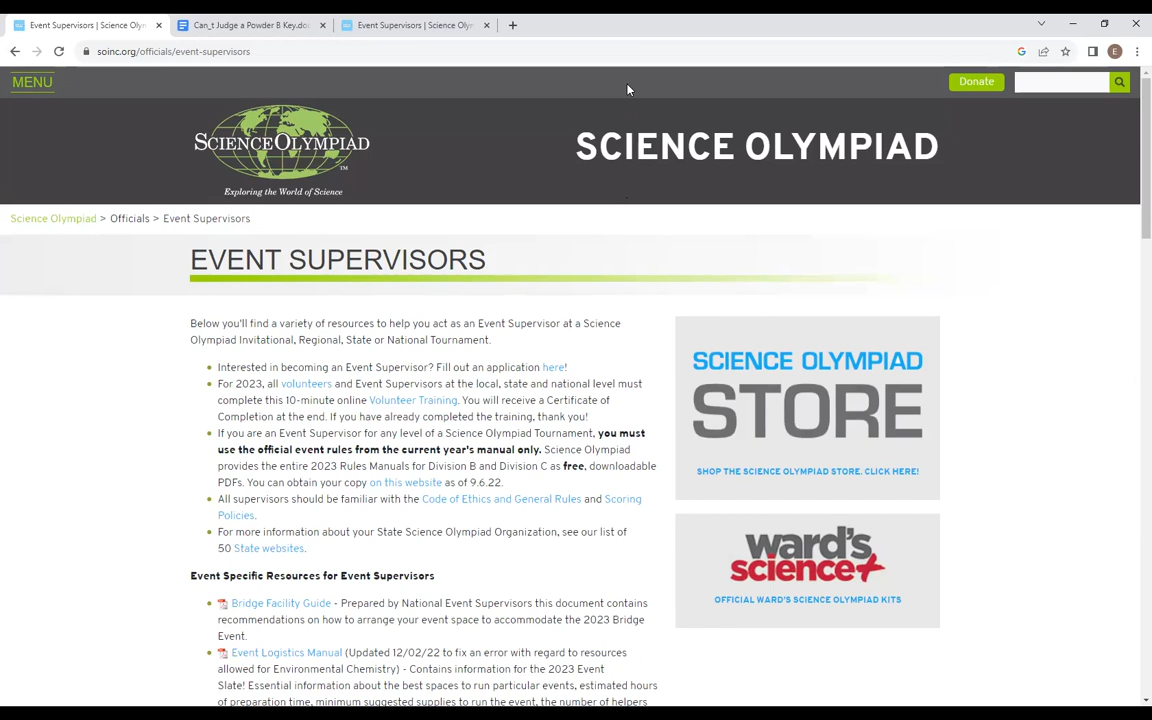 Event Supervisors | Science Olym
Can_t Judge a Powder B Key.do
Event Supervisors | Science Olym
soinc.org/officials/event-supervisors
E
MENU
Donate
SCIENCEOLYMPIAD
TM
Exploring the World of Science
SCIENCE OLYMPIAD
Science Olympiad > Officials > Event Supervisors
EVENT SUPERVISORS
Below you'll find a variety of resources to help you act as an Event Supervisor at a Science
Olympiad Invitational, Regional, State or National Tournament.
Interested in becoming an Event Supervisor? Fill out an application here!
For 2023, all volunteers and Event Supervisors at the local, state and national level must
complete this 10-minute online Volunteer Training. You will receive a Certificate of
Completion at the end. If you have already completed the training, thank you!
If you are an Event Supervisor for any level of a Science Olympiad Tournament, you must
use the official event rules from the current year's manual only. Science Olympiad
provides the entire 2023 Rules Manuals for Division B and Division C as free, downloadable
PDFs. You can obtain your copy on this website as of 9.6.22.
All supervisors should be familiar with the Code of Ethics and General Rules and Scoring
Policies.
For more information about your State Science Olympiad Organization, see our list of
50 State websites.
Event Specific Resources for Event Supervisors
Bridge Facility Guide - Prepared by National Event Supervisors this document contains
recommendations on how to arrange your event space to accommodate the 2023 Bridge
Event.
Event Logistics Manual (Updated 12/02/22 to fix an error with regard to resources
allowed for Environmental Chemistry) - Contains information for the 2023 Event
Slate! Essential information about the best spaces to run particular events, estimated hours
of preparation time, minimum suggested supplies to run the event, the number of helpers
SCIENCE OLYMPIAD
STORE
SHOP THE SCIENCE OLYMPIAD STORE, CLICK HERE!
ward's
science+
OFFICIAL WARD'S SCIENCE OLYMPIAD KITS